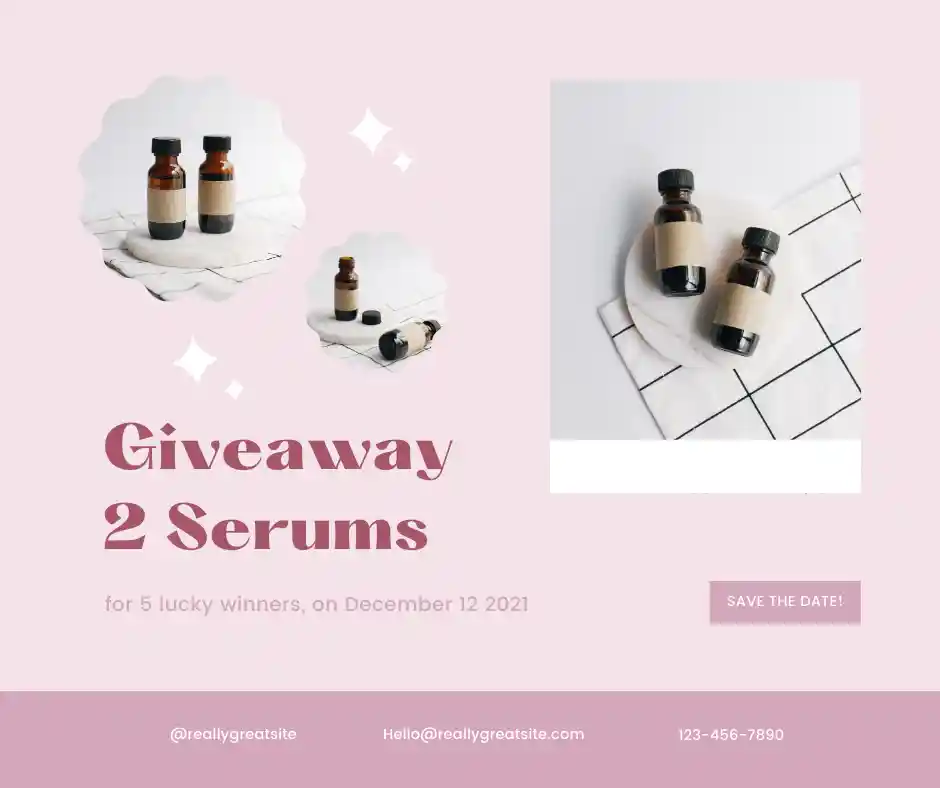 Giveaway
2 Serums
for 5 lucky winners, on December 12 2021
SAVE THE DATE!
@reallygreatsite
Hello@reallygreatsite.com
123-456-7890